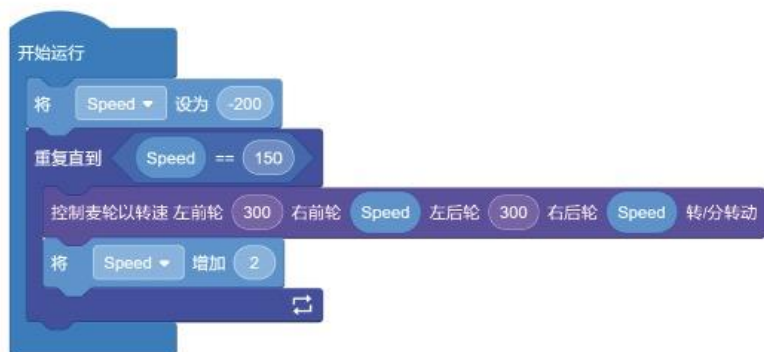 开始运行
将 Speed 设为 -200
重复直到 Speed == 150
控制麦轮以转速 左前轮 300 右前轮 Speed 左后轮 300 右后轮 Speed 转/分转动
将 Speed 增加 2